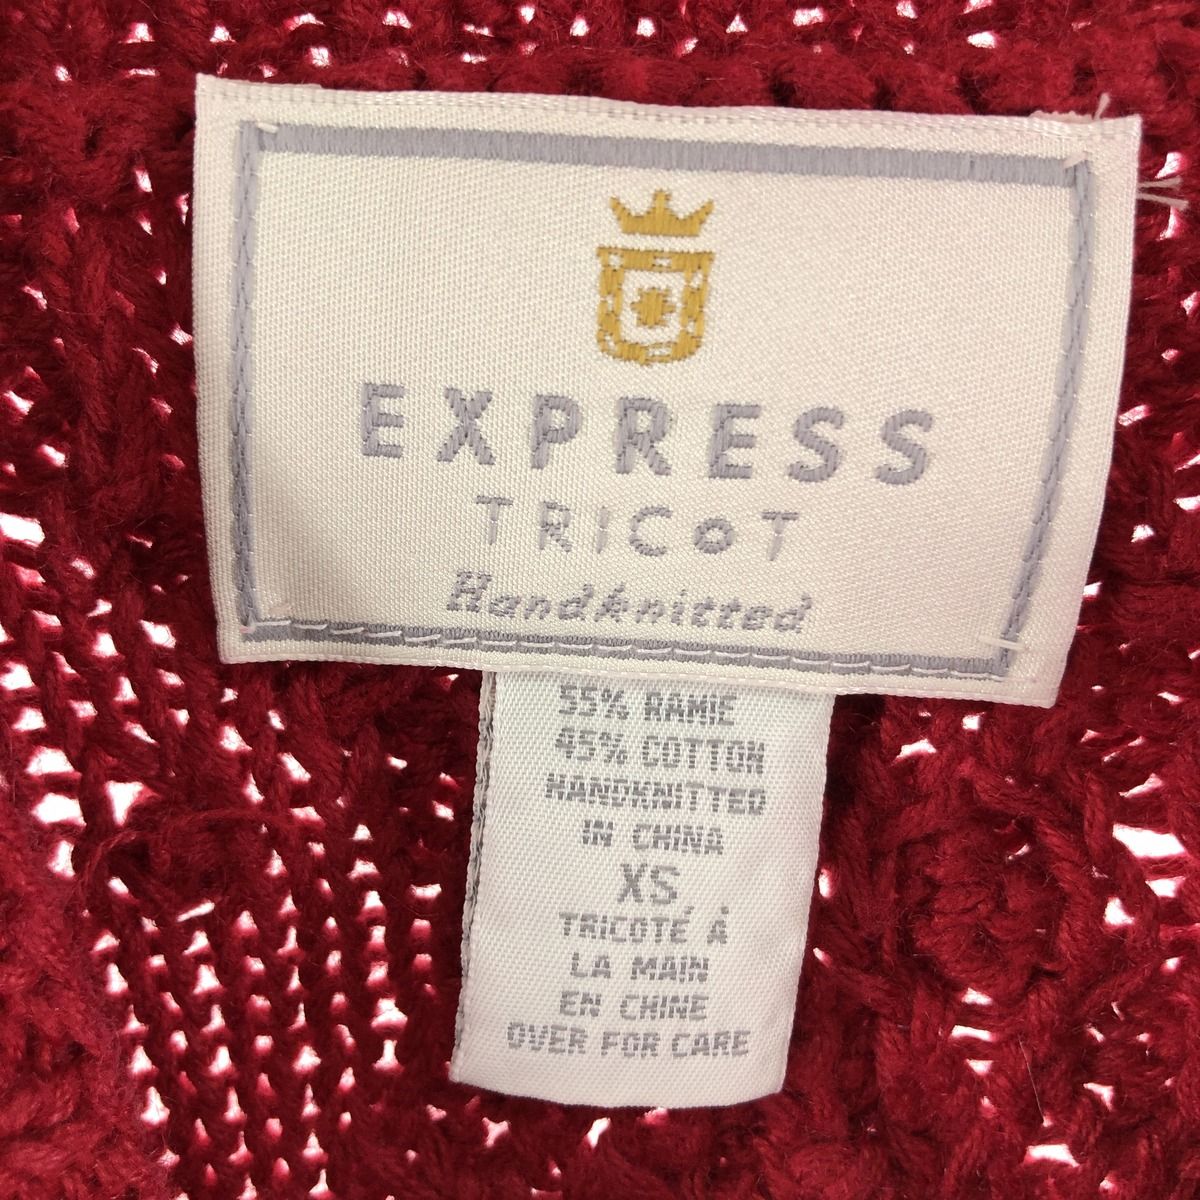 EXPRESS
TRICOT
Handknitted
55% RAMIE
45% COTTON
HANDKNITTED
IN CHINA
XS
TRICOTÉ À
LA MAIN
EN CHINE
OVER FOR CARE